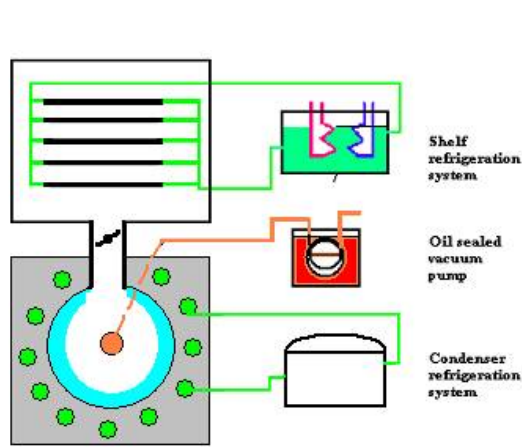 Shelf
refrigeration
system
Oil sealed
vacuum
pump
Condenser
refrigeration
system